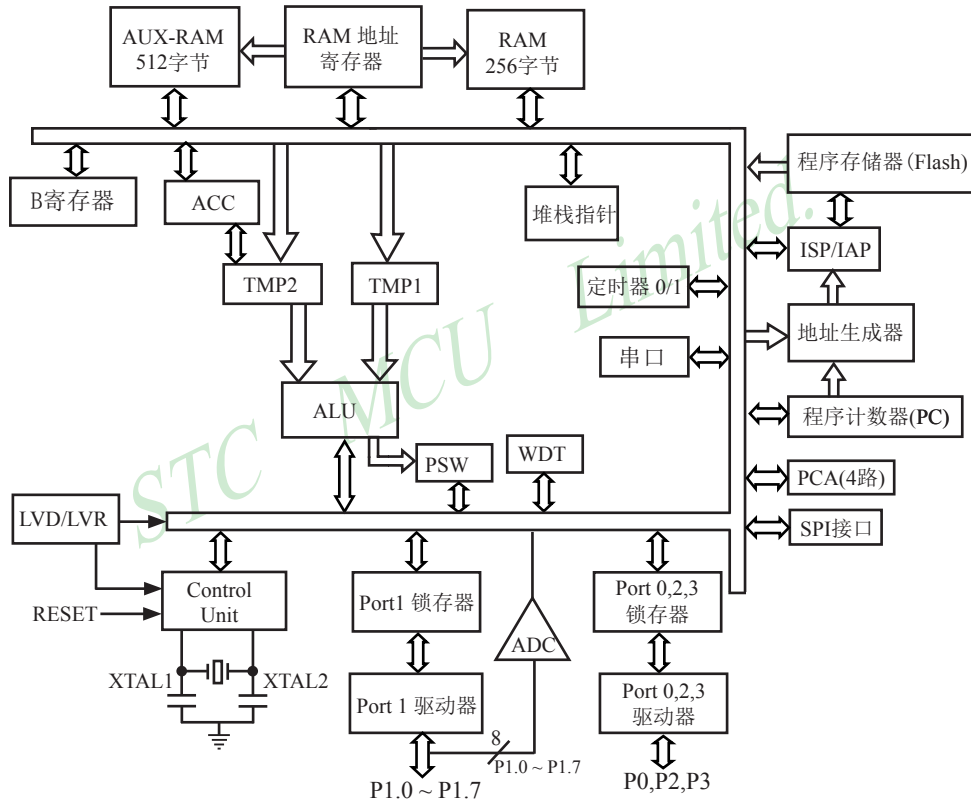 AUX-RAM
512字节
RAM 地址
寄存器
RAM
256字节
B寄存器
ACC
堆栈指针
程序存储器(Flash)
ISP/IAP
TMP2
TMP1
定时器 0/1
地址生成器
串口
ALU
程序计数器(PC)
PSW
WDT
PCA(4路)
LVD/LVR
SPI接口
STC MCU Limited.
Control
Unit
RESET
Port1 锁存器
ADC
Port 0,2,3
锁存器
XTAL1
XTAL2
Port 1 驱动器
Port 0,2,3
驱动器
8
P1.0 ~ P1.7
P1.0 ~ P1.7
P0,P2,P3